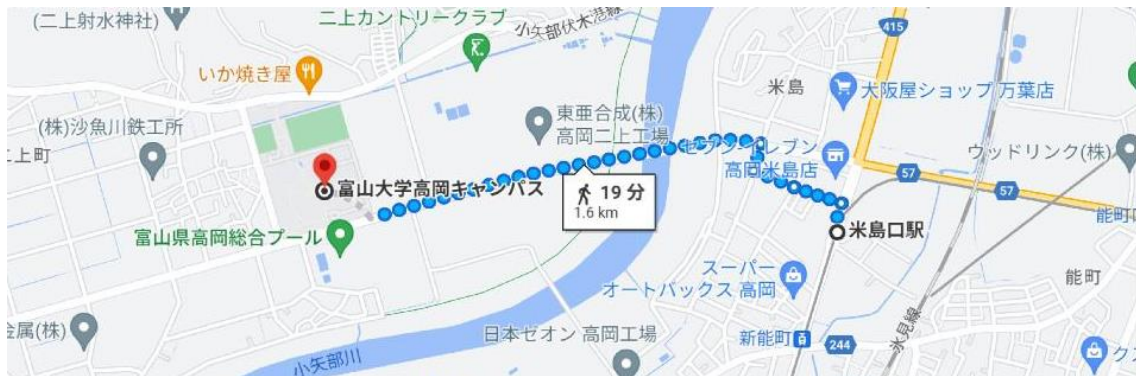 (二上射水神社)
二上カントリークラブ
小矢部伏木港線
415
いか焼き屋
米島
大阪屋ショップ 万葉店
(株)沙魚川鉄工所
東亜合成(株)
高岡二上工場
二上町
セブン-イレブン
高岡米島店
ウッドリンク(株)
57
57
富山大学高岡キャンパス
19 分
1.6 km
能町
富山県高岡総合プール
米島口駅
スーパー
オートバックス 高岡
能町
金属(株)
日本ゼオン 高岡工場
新能町
244
氷見線
小矢部川